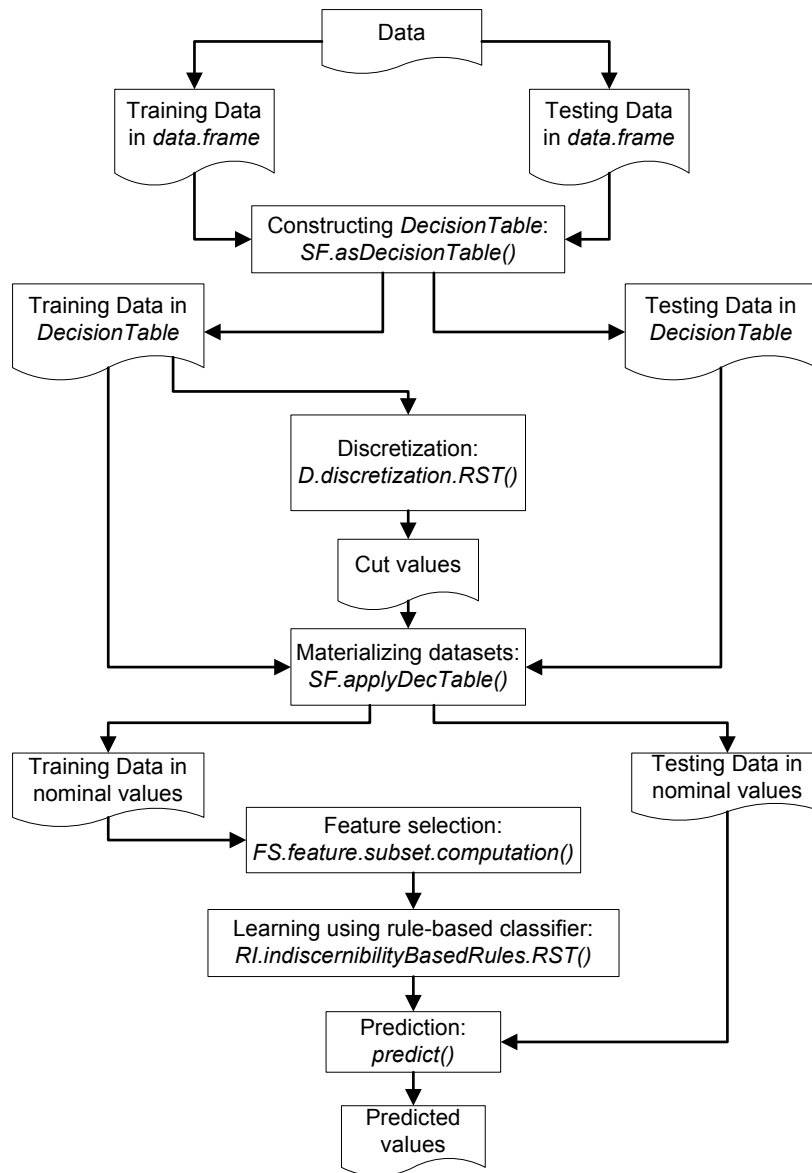 Data
Training Data
in data.frame
Testing Data
in data.frame
Constructing DecisionTable:
SF.asDecisionTable()
Training Data in
DecisionTable
Testing Data in
DecisionTable
Discretization:
D.discretization.RST()
Cut values
Materializing datasets:
SF.applyDecTable()
Training Data in
nominal values
Testing Data in
nominal values
Feature selection:
FS.feature.subset.computation()
Learning using rule-based classifier:
RI.indiscernibilityBasedRules.RST()
Prediction:
predict()
Predicted
values